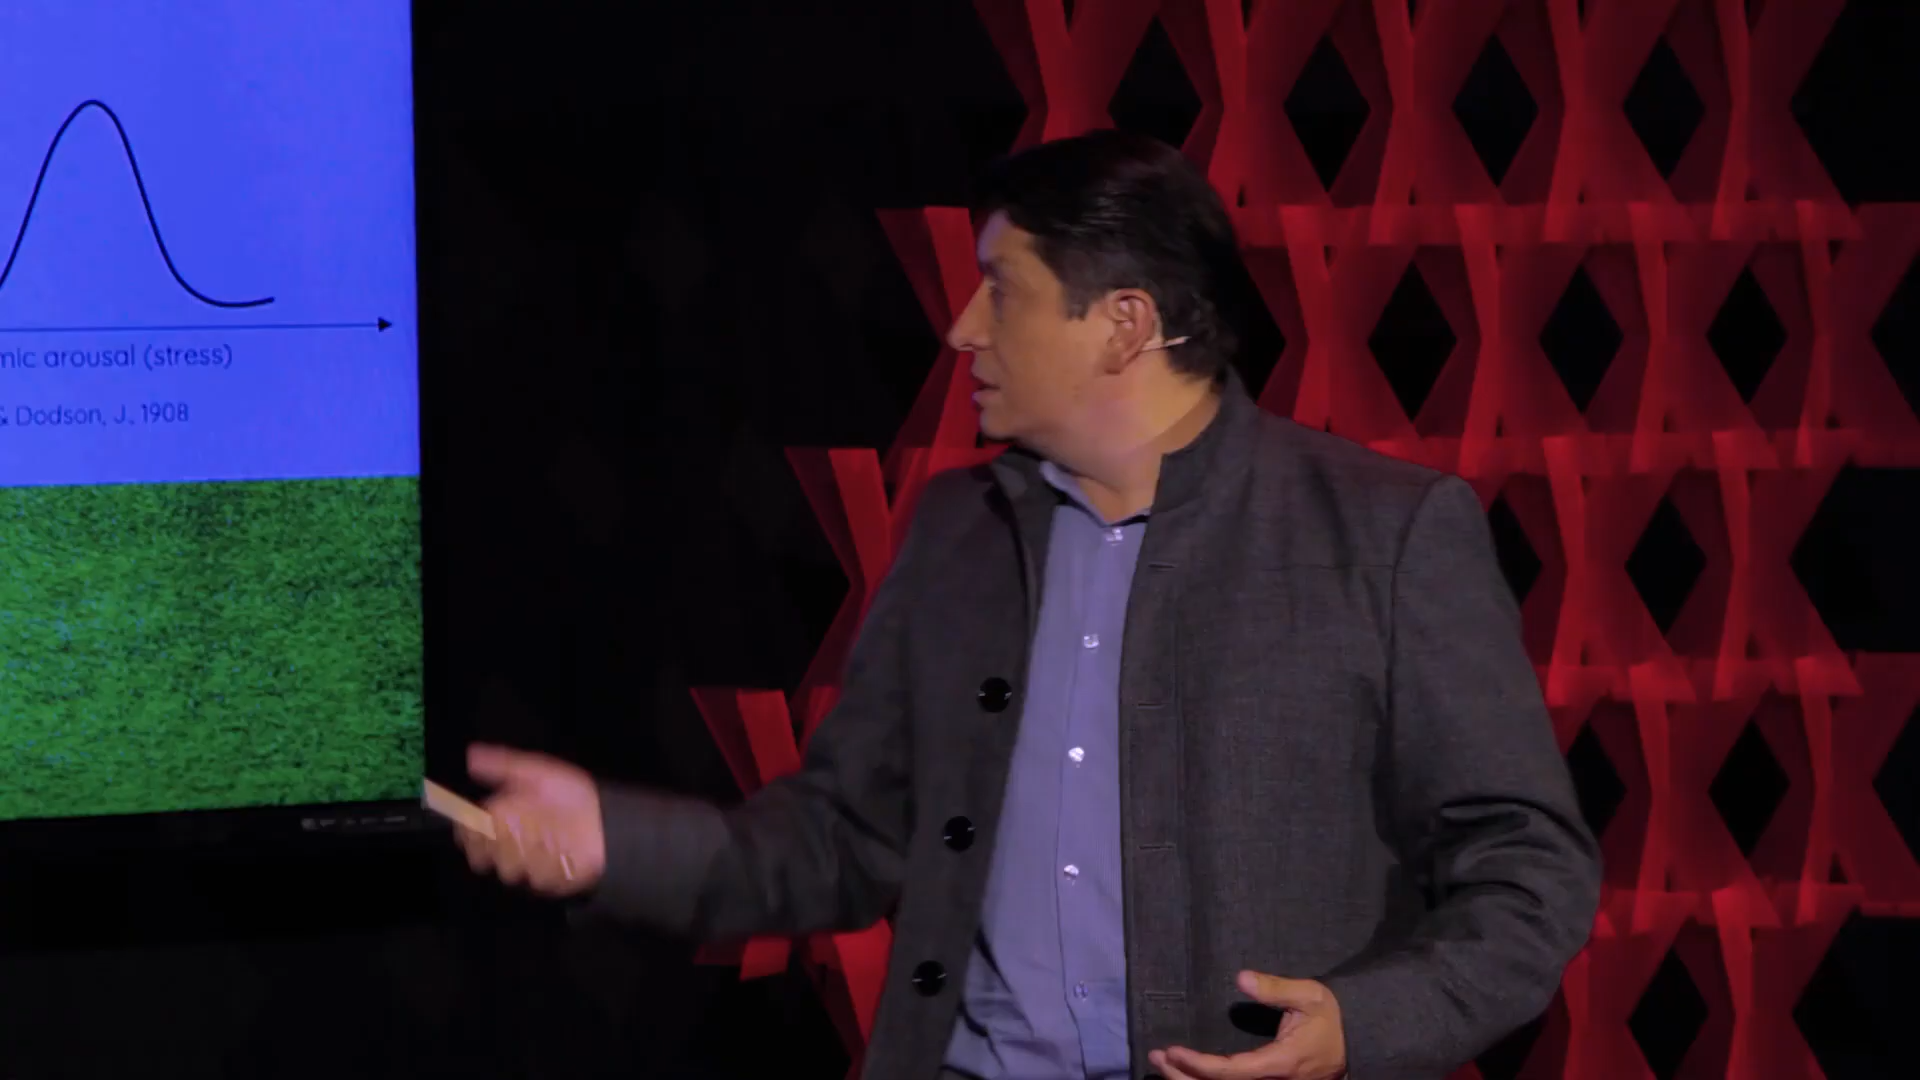 mic arousal (stress)
& Dodson, J., 1908